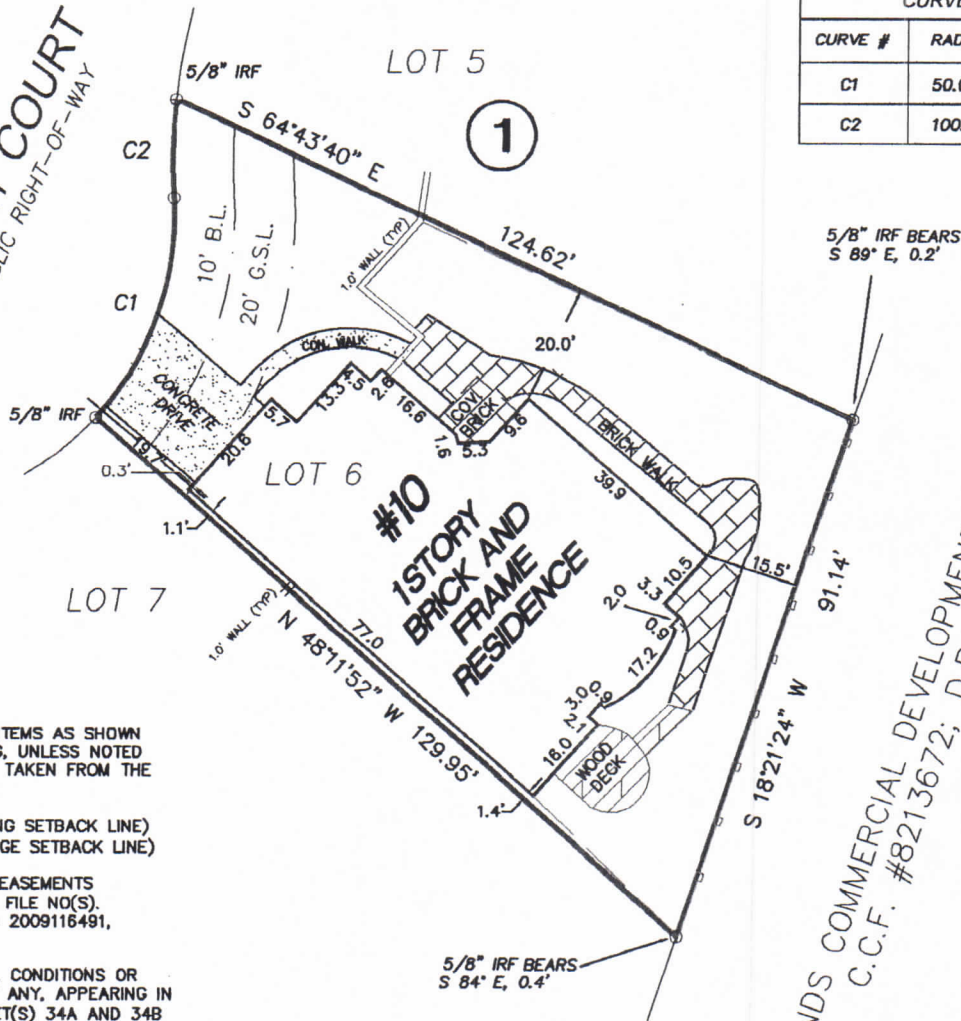 CURVE
CURVE #
RAD
C1
50.0
C2
100
COURT
PUBLIC RIGHT-OF-WAY
5/8" IRF
LOT 5
1
S 64°43'40" E
124.62'
C2
C1
10' B.L.
20' G.S.L.
1.0' WALL (TYP)
5/8" IRF BEARS
S 89° E, 0.2'
20.0'
CON. WALK
CONCRETE
DRIVE
5/8" IRF
19.7
0.3'
1.1'
20.6
5.7
13.3
4.5
2.8
16.6
COV.
BRICK
1.6
5.3
9.6
BRICK WALK
39.9
LOT 6
#10
1STORY
BRICK AND
FRAME
RESIDENCE
15.5'
10.5
3.3
2.0
0.9
17.2
0.9
3.0
2.1
16.0
WOOD
DECK
1.4'
91.14'
S 18°21'24" W
LOT 7
1.0' WALL (TYP)
77.0
N 48°11'52" W
129.95'
5/8" IRF BEARS
S 84° E, 0.4'
NDS COMMERCIAL DEVELOPMENT
C.C.F. #8213672; D.R.
TEMS AS SHOWN
S, UNLESS NOTED
TAKEN FROM THE
NG SETBACK LINE)
GE SETBACK LINE)
EASEMENTS
FILE NO(S).
2009116491,
CONDITIONS OR
ANY, APPEARING IN
ET(S) 34A AND 34B